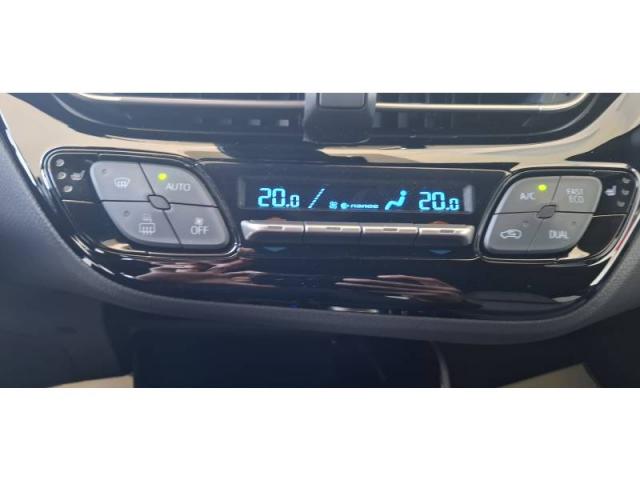 AUTO
OFF
20.0 nanoe 20.0
A/C FAST
ECO
DUAL